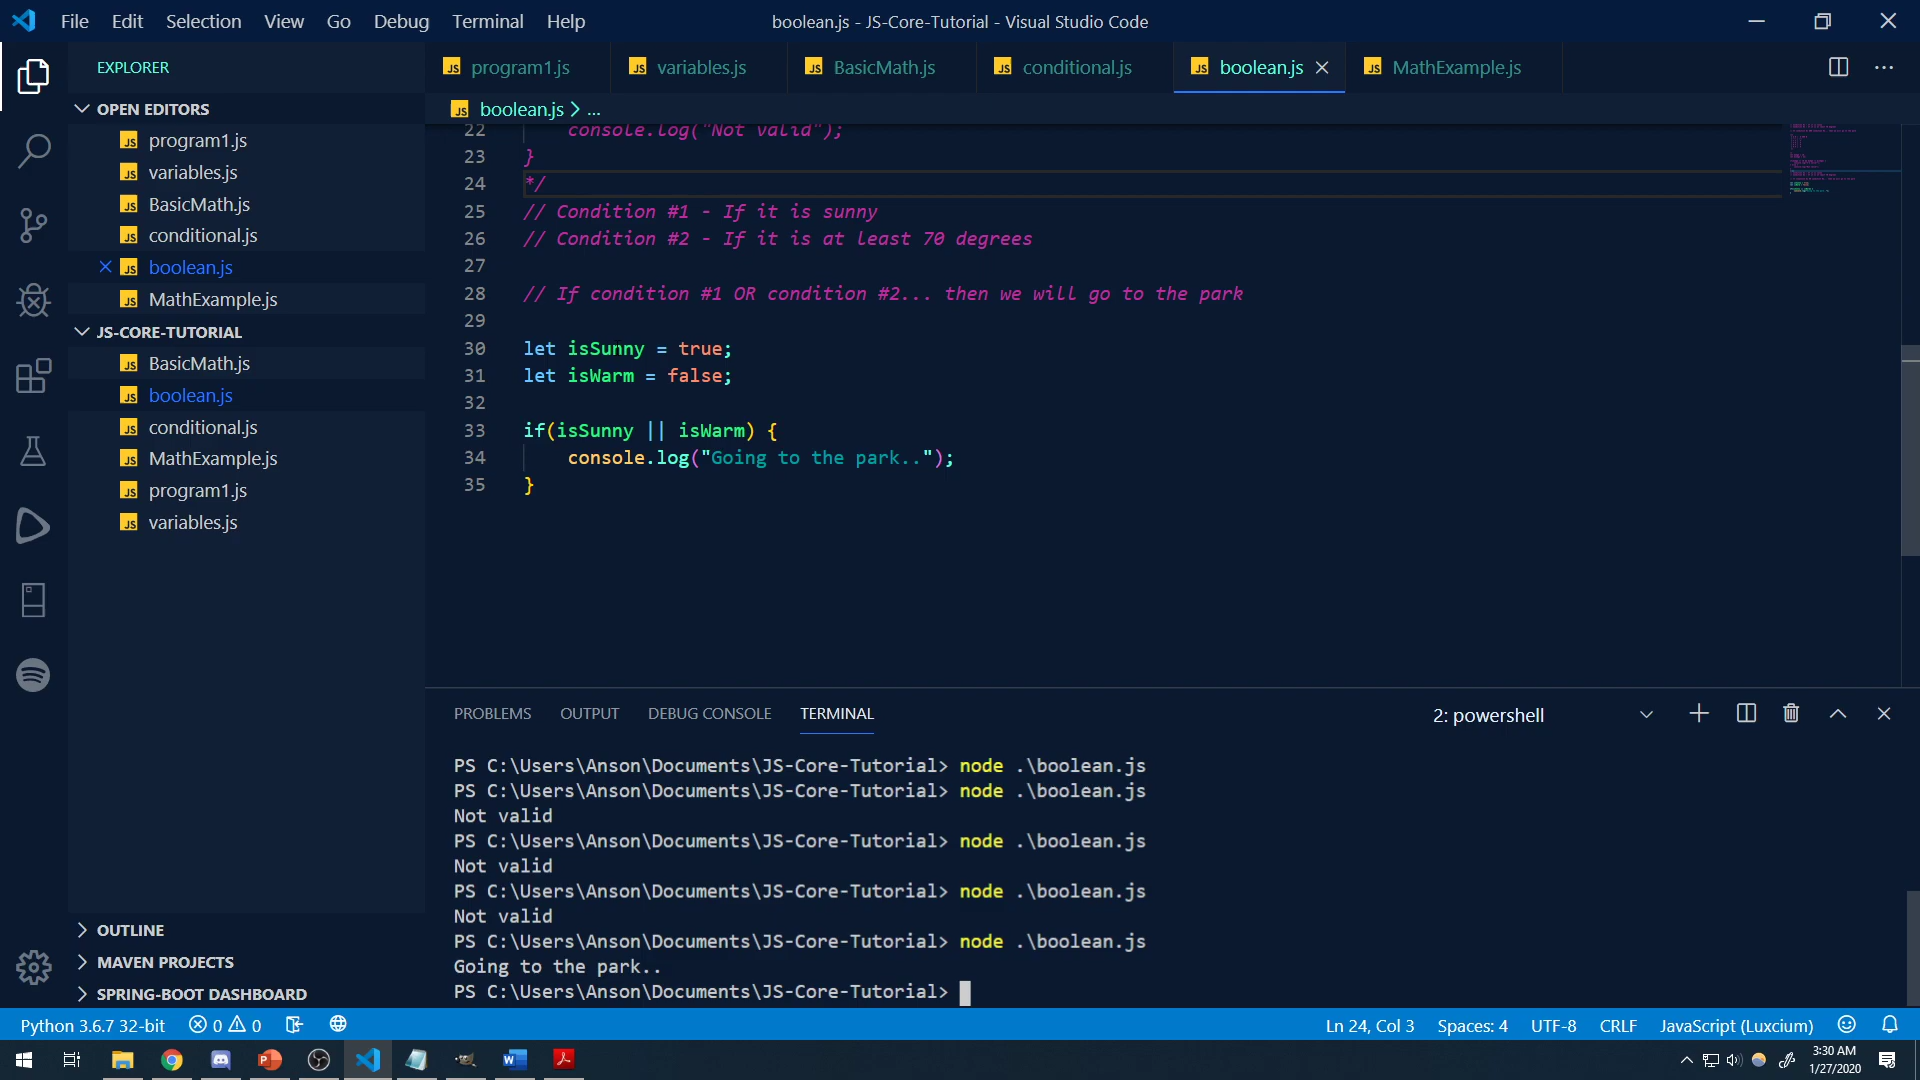 File Edit Selection View Go Debug Terminal Help
boolean.js - JS-Core-Tutorial - Visual Studio Code
EXPLORER
OPEN EDITORS
program1.js
variables.js
BasicMath.js
conditional.js
boolean.js
MathExample.js
JS-CORE-TUTORIAL
BasicMath.js
boolean.js
conditional.js
MathExample.js
program1.js
variables.js
OUTLINE
MAVEN PROJECTS
SPRING-BOOT DASHBOARD
JS program1.js JS variables.js JS BasicMath.js JS conditional.js JS boolean.js JS MathExample.js
JS boolean.js > ...
22 console.log("Not valid");
23 }
24 */
25 // Condition #1 - If it is sunny
26 // Condition #2 - If it is at least 70 degrees
27
28 // If condition #1 OR condition #2... then we will go to the park
29
30 let isSunny = true;
31 let isWarm = false;
32
33 if(isSunny || isWarm) {
34 console.log("Going to the park..");
35 }
PROBLEMS OUTPUT DEBUG CONSOLE TERMINAL 2: powershell
PS C:\Users\Anson\Documents\JS-Core-Tutorial> node .\boolean.js
PS C:\Users\Anson\Documents\JS-Core-Tutorial> node .\boolean.js
Not valid
PS C:\Users\Anson\Documents\JS-Core-Tutorial> node .\boolean.js
Not valid
PS C:\Users\Anson\Documents\JS-Core-Tutorial> node .\boolean.js
Not valid
PS C:\Users\Anson\Documents\JS-Core-Tutorial> node .\boolean.js
Going to the park..
PS C:\Users\Anson\Documents\JS-Core-Tutorial>
Python 3.6.7 32-bit 0 0 Ln 24, Col 3 Spaces: 4 UTF-8 CRLF JavaScript (Luxcium)
3:30 AM
1/27/2020